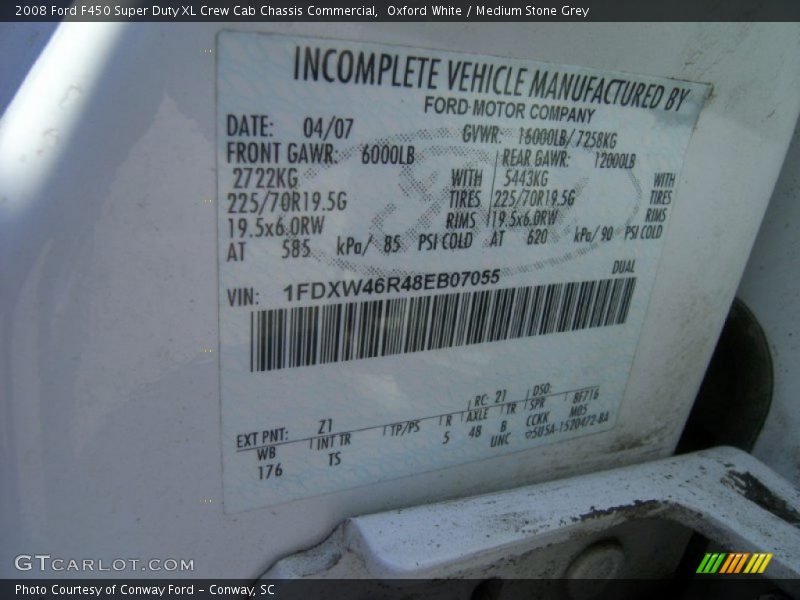 2008 Ford F450 Super Duty XL Crew Cab Chassis Commercial, Oxford White / Medium Stone Grey
INCOMPLETE VEHICLE MANUFACTURED BY
FORD MOTOR COMPANY
DATE: 04/07 GVWR: 16000LB/7258KG
FRONT GAWR: 6000LB REAR GAWR: 12000LB
2722KG WITH 5443KG WITH
225/70R19.5G TIRES 225/70R19.5G TIRES
19.5x6.0RW RIMS 19.5x6.0RW RIMS
AT 585 kPa/ 85 PSI COLD AT 620 kPa/ 90 PSI COLD
DUAL
VIN: 1FDXW46R48EB07055
EXT PNT: Z1 RC: 21 DSO:
WB INT TR TP/PS R AXLE TR SPR BF716
176 TS 5 48 B CCKK M05
UNC 5U5A-1520472-BA
GTCARLOT.COM
Photo Courtesy of Conway Ford – Conway, SC